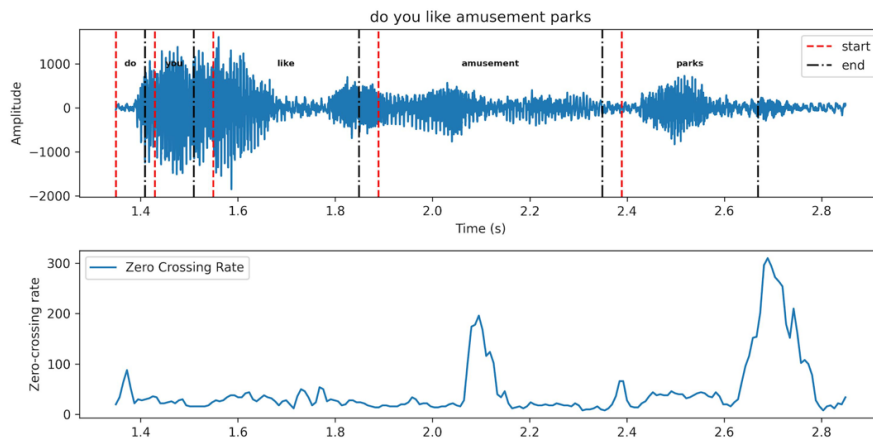 do you like amusement parks
do you like amusement parks
start
end
1000
0
−1000
−2000
Amplitude
1.4 1.6 1.8 2.0 2.2 2.4 2.6 2.8
Time (s)
Zero Crossing Rate
300
200
100
0
Zero-crossing rate
1.4 1.6 1.8 2.0 2.2 2.4 2.6 2.8